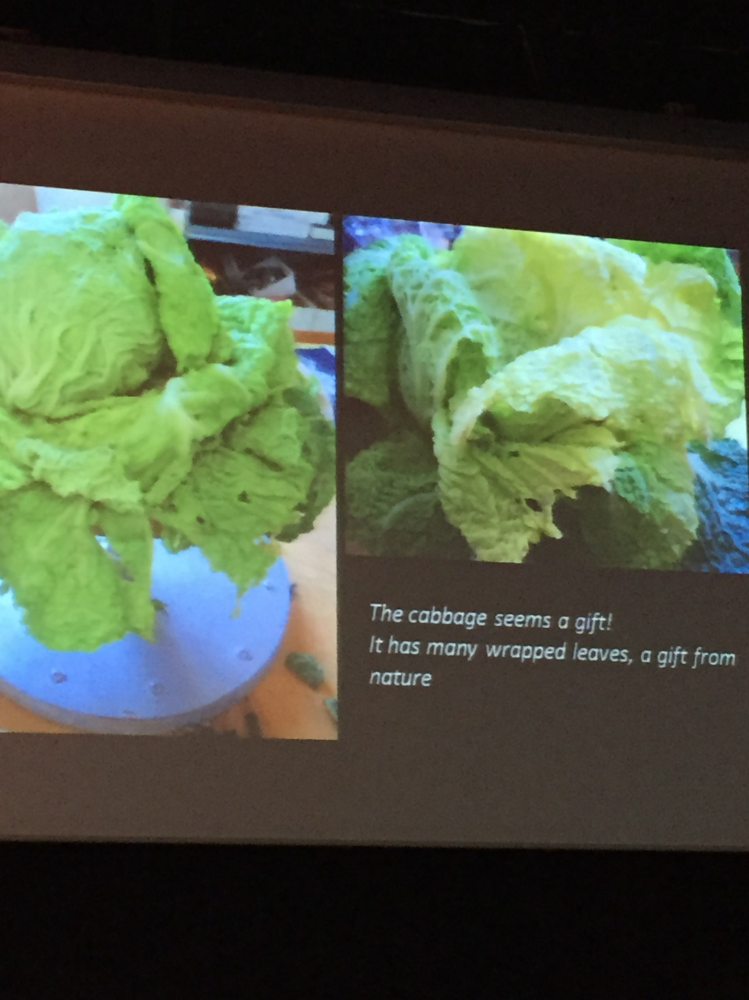 The cabbage seems a gift!
It has many wrapped leaves, a gift from
nature